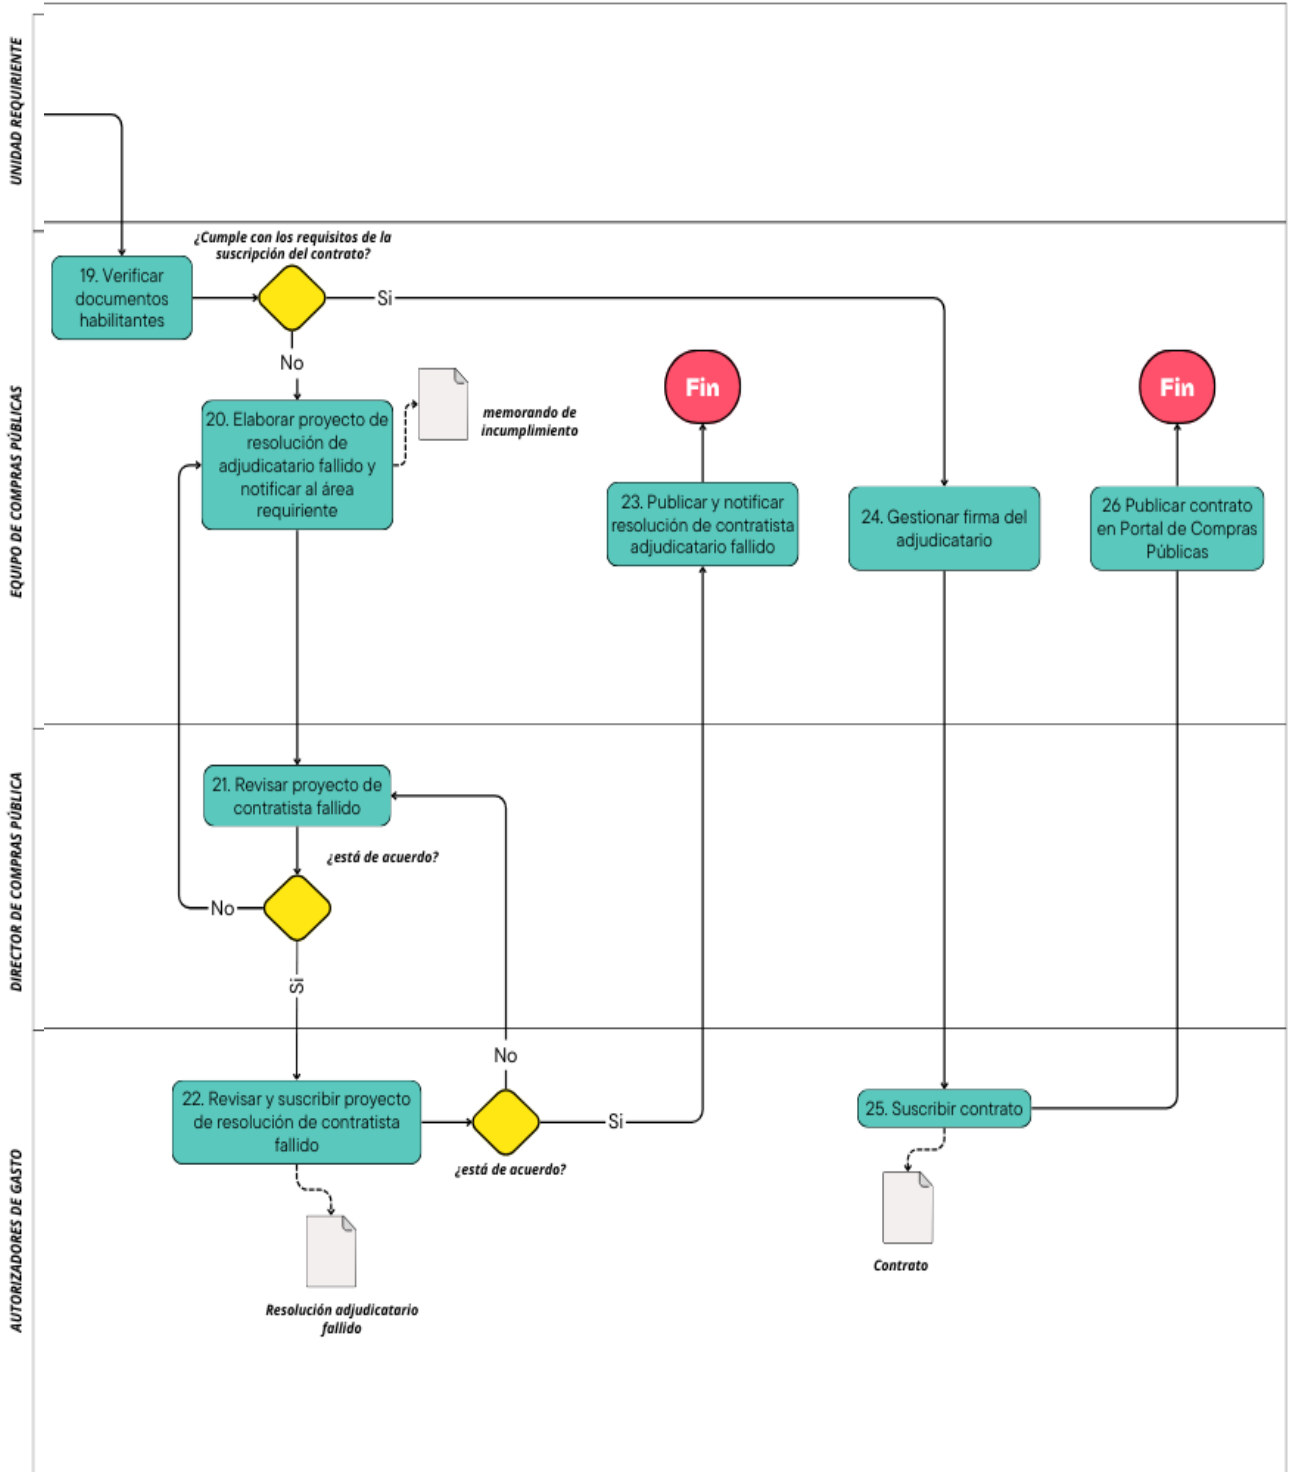 UNIDAD REQUIRIENTE
¿Cumple con los requisitos de la
suscripción del contrato?
19. Verificar
documentos
habilitantes
Si
No
EQUIPO DE COMPRAS PÚBLICAS
20. Elaborar proyecto de
resolución de
adjudicatario fallido y
notificar al área
requiriente
memorando de
incumplimiento
Fin
Fin
23. Publicar y notificar
resolución de contratista
adjudicatario fallido
24. Gestionar firma del
adjudicatario
26 Publicar contrato
en Portal de Compras
Públicas
DIRECTOR DE COMPRAS PÚBLICA
21. Revisar proyecto de
contratista fallido
¿está de acuerdo?
No
Si
AUTORIZADORES DE GASTO
No
22. Revisar y suscribir proyecto
de resolución de contratista
fallido
Si
¿está de acuerdo?
25. Suscribir contrato
Contrato
Resolución adjudicatario
fallido